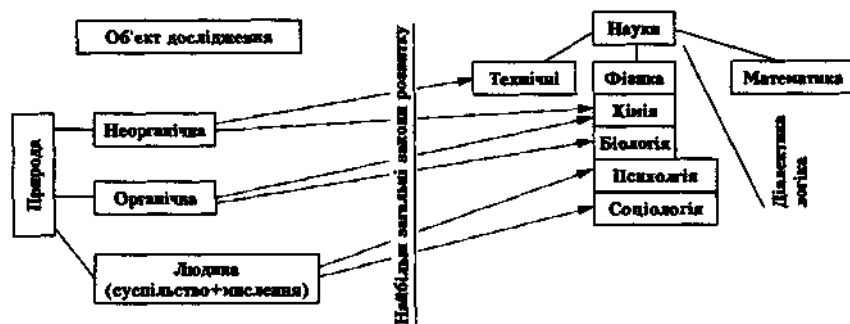 Об'єкт дослідження
Природа
Неорганічна
Органічна
Людина
(суспільство+мислення)
Найбільш загальні закони розвитку
Науки
Технічні
Фізика
Математика
Хімія
Біологія
Психологія
Соціологія
Діалектика
логіка